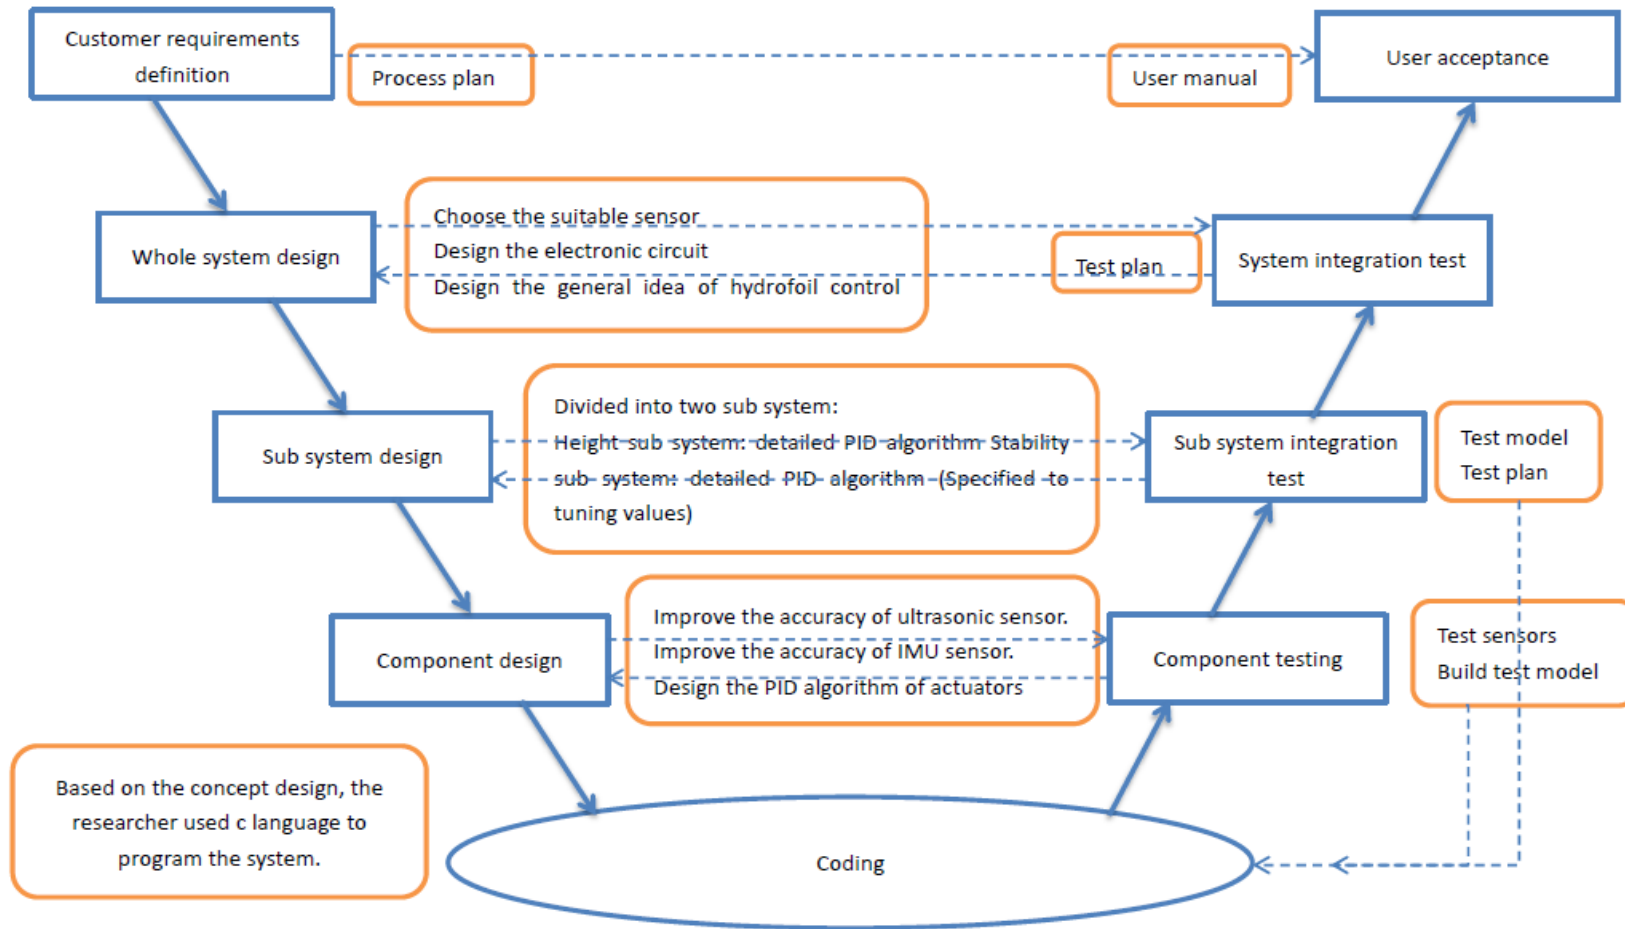 Customer requirements
definition
Process plan
User manual
User acceptance
Choose the suitable sensor
Design the electronic circuit
Design the general idea of hydrofoil control
Whole system design
Test plan
System integration test
Divided into two sub system:
Height sub system: detailed PID algorithm Stability
sub system: detailed PID algorithm (Specified to
tuning values)
Sub system design
Sub system integration
test
Test model
Test plan
Improve the accuracy of ultrasonic sensor.
Improve the accuracy of IMU sensor.
Design the PID algorithm of actuators
Component design
Component testing
Test sensors
Build test model
Based on the concept design, the
researcher used c language to
program the system.
Coding